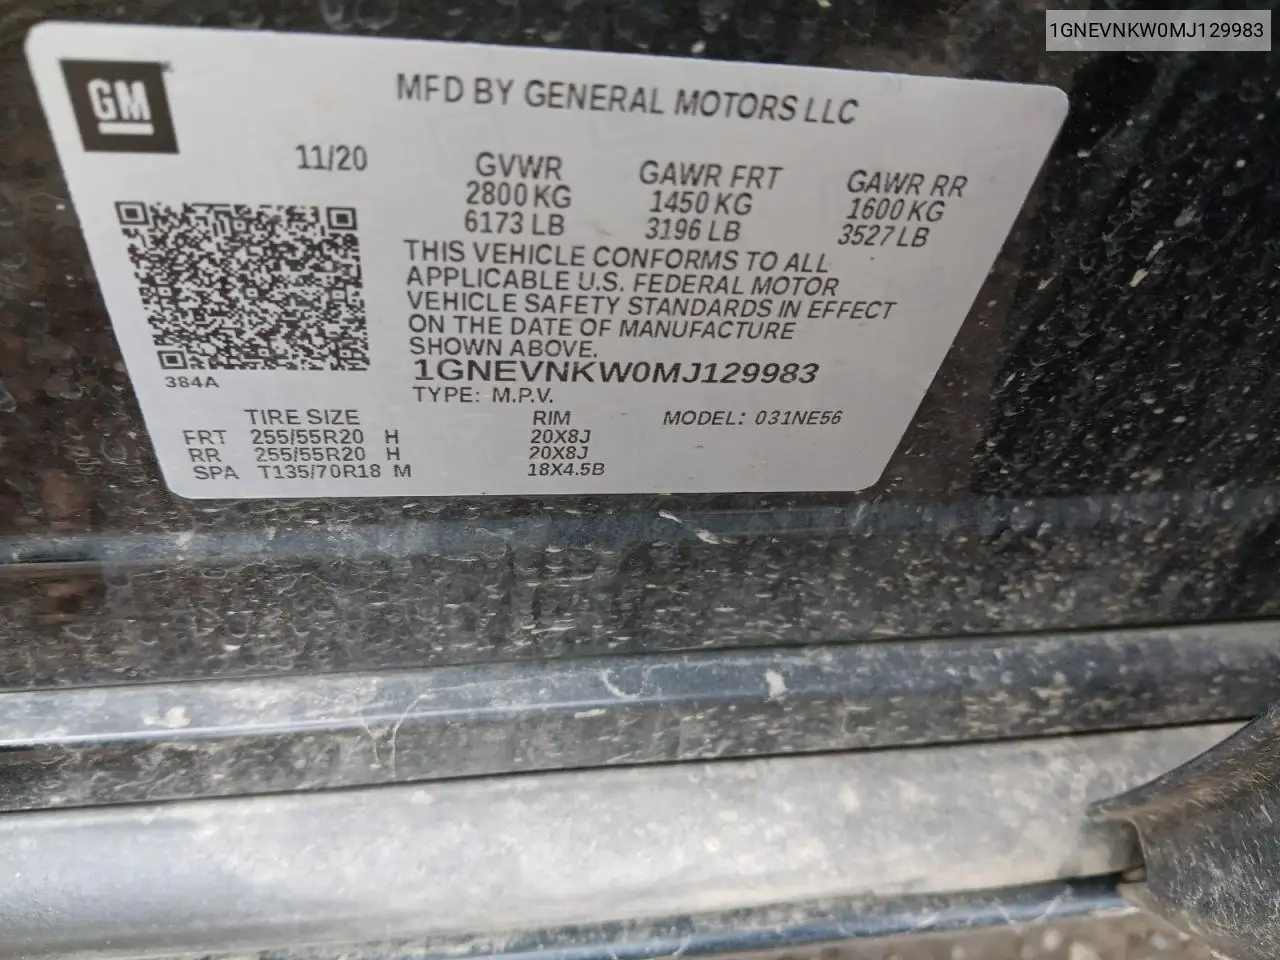 1GNEVNKW0MJ129983
GM
MFD BY GENERAL MOTORS LLC
11/20
GVWR GAWR FRT GAWR RR
2800 KG 1450 KG 1600 KG
6173 LB 3196 LB 3527 LB
THIS VEHICLE CONFORMS TO ALL
APPLICABLE U.S. FEDERAL MOTOR
VEHICLE SAFETY STANDARDS IN EFFECT
ON THE DATE OF MANUFACTURE
SHOWN ABOVE.
384A
1GNEVNKW0MJ129983
TYPE: M.P.V.
TIRE SIZE RIM MODEL: 031NE56
FRT 255/55R20 H 20X8J
RR 255/55R20 H 20X8J
SPA T135/70R18 M 18X4.5B